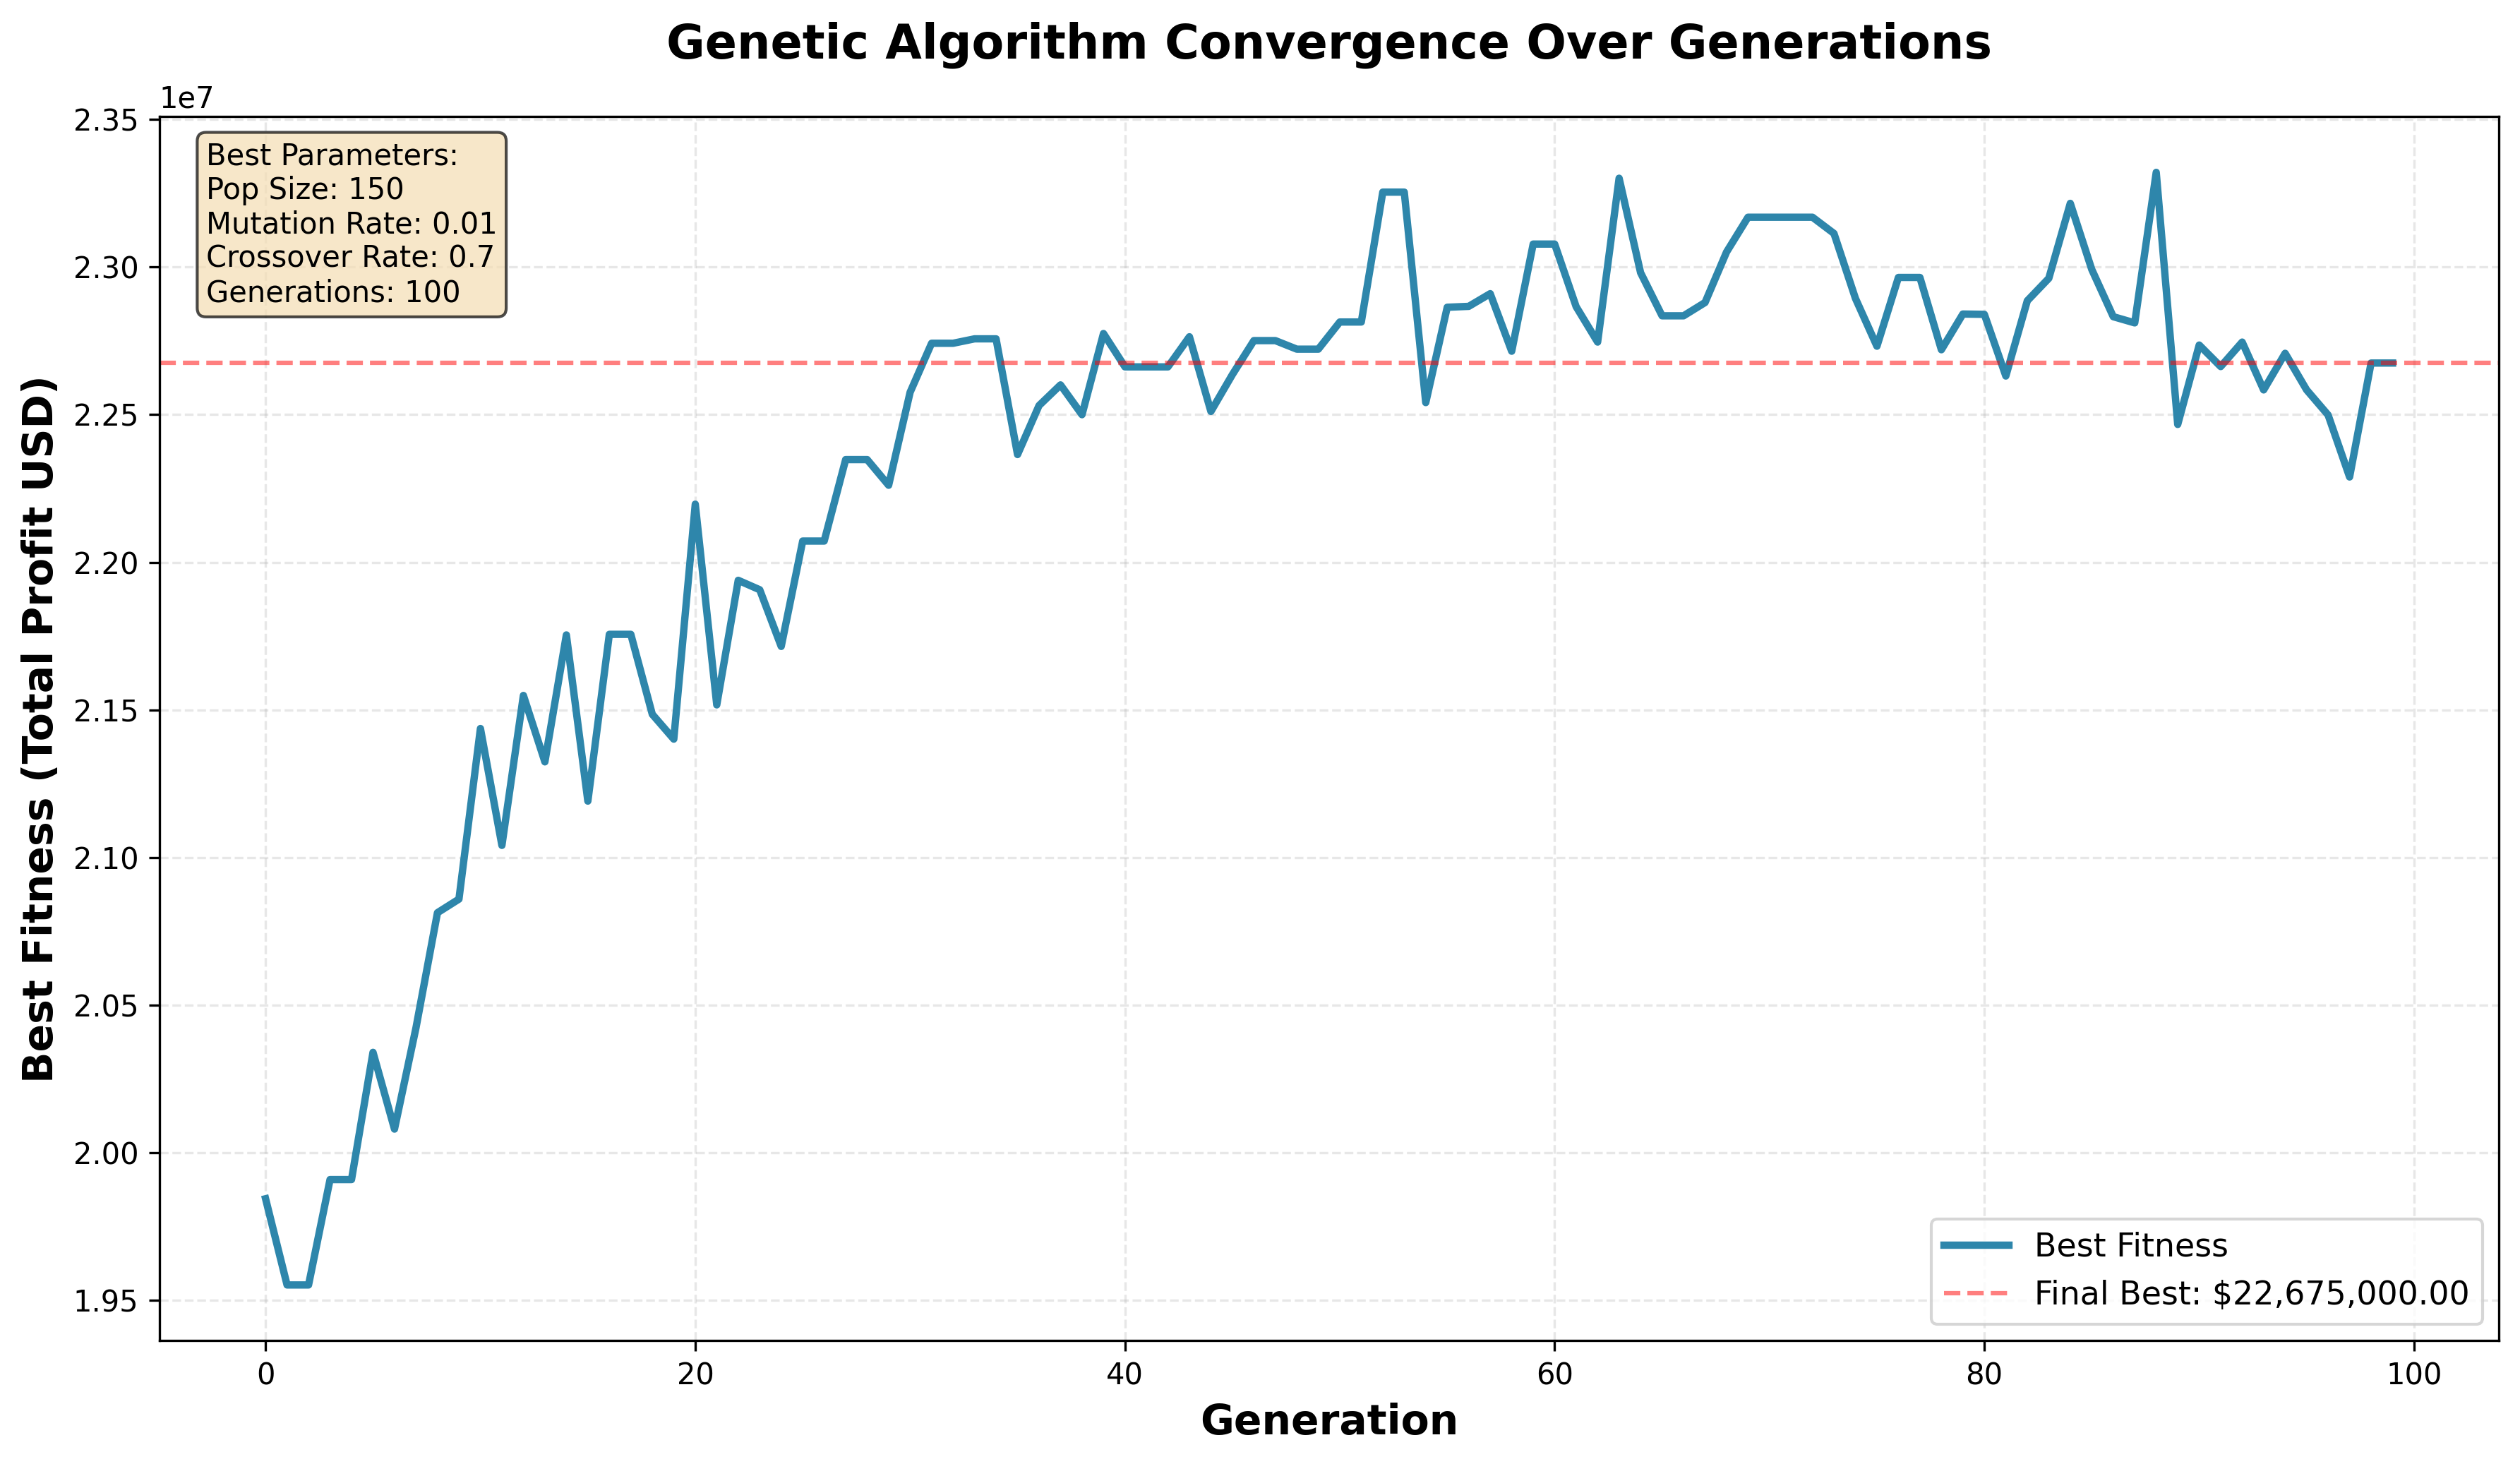 Genetic Algorithm Convergence Over Generations
1e7
2.35
2.30
2.25
2.20
2.15
2.10
2.05
2.00
1.95
Best Fitness (Total Profit USD)
Best Parameters:
Pop Size: 150
Mutation Rate: 0.01
Crossover Rate: 0.7
Generations: 100
Best Fitness
Final Best: $22,675,000.00
0 20 40 60 80 100
Generation